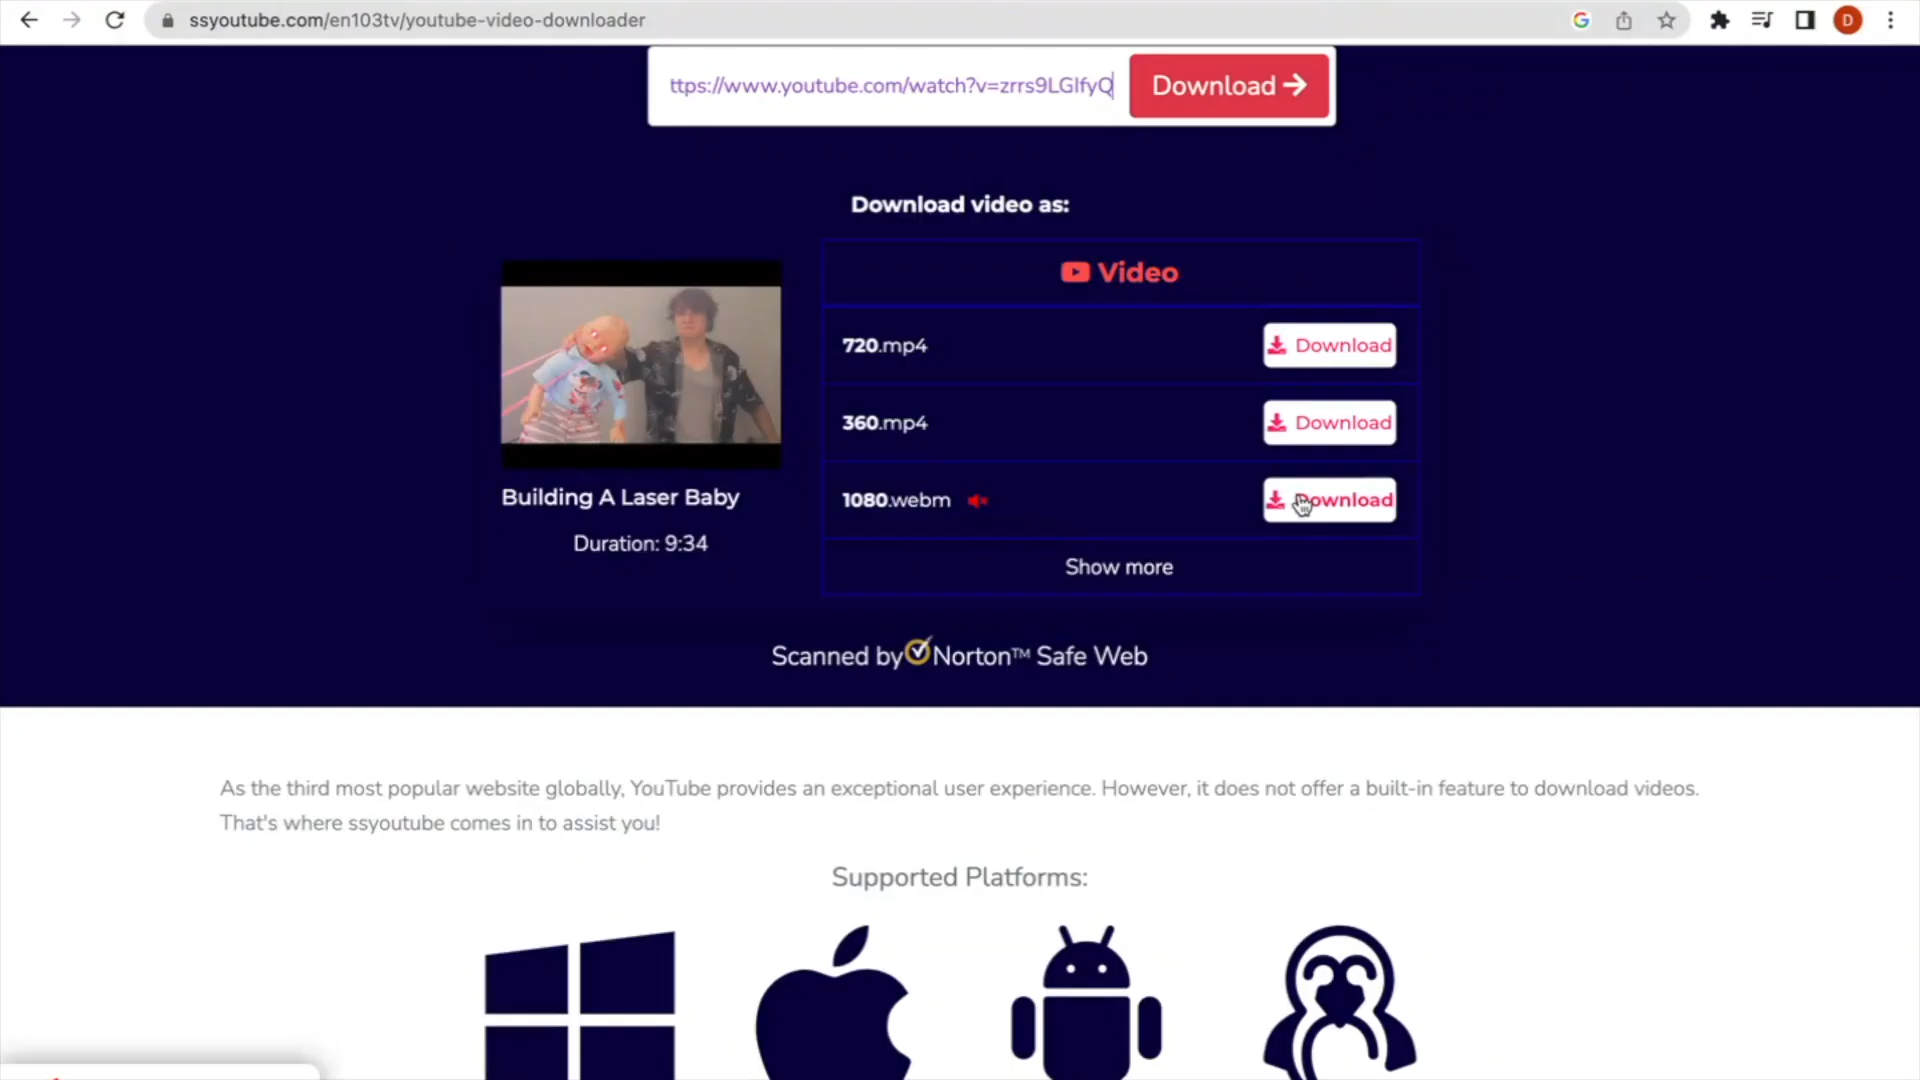 ssyoutube.com/en103tv/youtube-video-downloader
D
ttps://www.youtube.com/watch?v=zrrs9LGIfyQ
Download
Download video as:
Video
720.mp4
Download
360.mp4
Download
1080.webm
Download
Show more
Building A Laser Baby
Duration: 9:34
Scanned by Norton™ Safe Web
As the third most popular website globally, YouTube provides an exceptional user experience. However, it does not offer a built-in feature to download videos.
That's where ssyoutube comes in to assist you!
Supported Platforms: